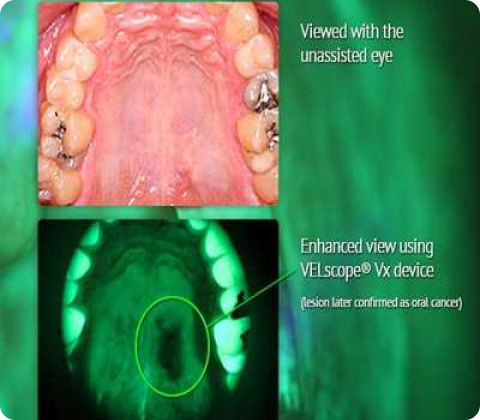 Viewed with the
unassisted eye
Enhanced view using
VELscope® Vx device
(lesion later confirmed as oral cancer)